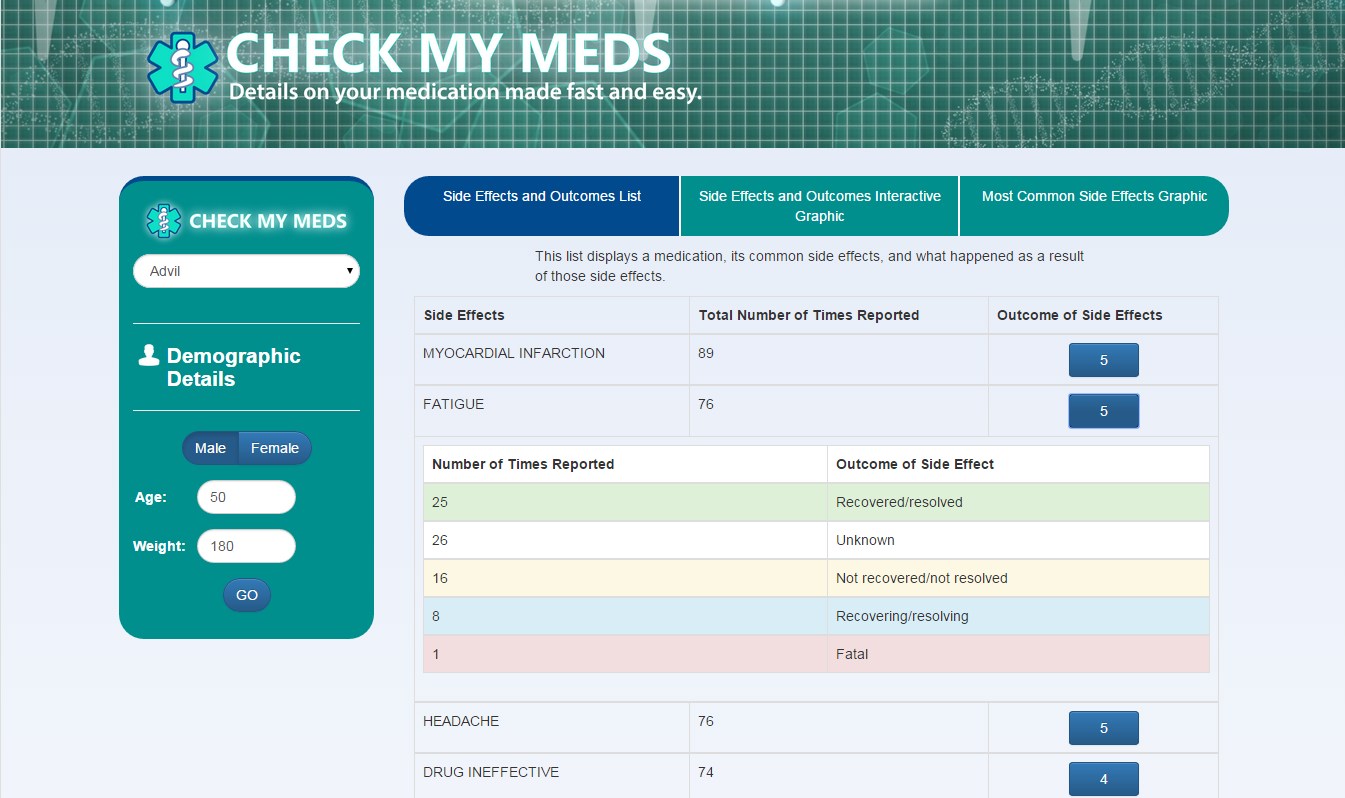 CHECK MY MEDS
Details on your medication made fast and easy.
CHECK MY MEDS
Advil
Demographic
Details
Male Female
Age: 50
Weight: 180
GO
Side Effects and Outcomes List
Side Effects and Outcomes Interactive
Graphic
Most Common Side Effects Graphic
This list displays a medication, its common side effects, and what happened as a result
of those side effects.
Side Effects Total Number of Times Reported Outcome of Side Effects
MYOCARDIAL INFARCTION 89 5
FATIGUE 76 5
Number of Times Reported Outcome of Side Effect
25 Recovered/resolved
26 Unknown
16 Not recovered/not resolved
8 Recovering/resolving
1 Fatal
HEADACHE 76 5
DRUG INEFFECTIVE 74 4